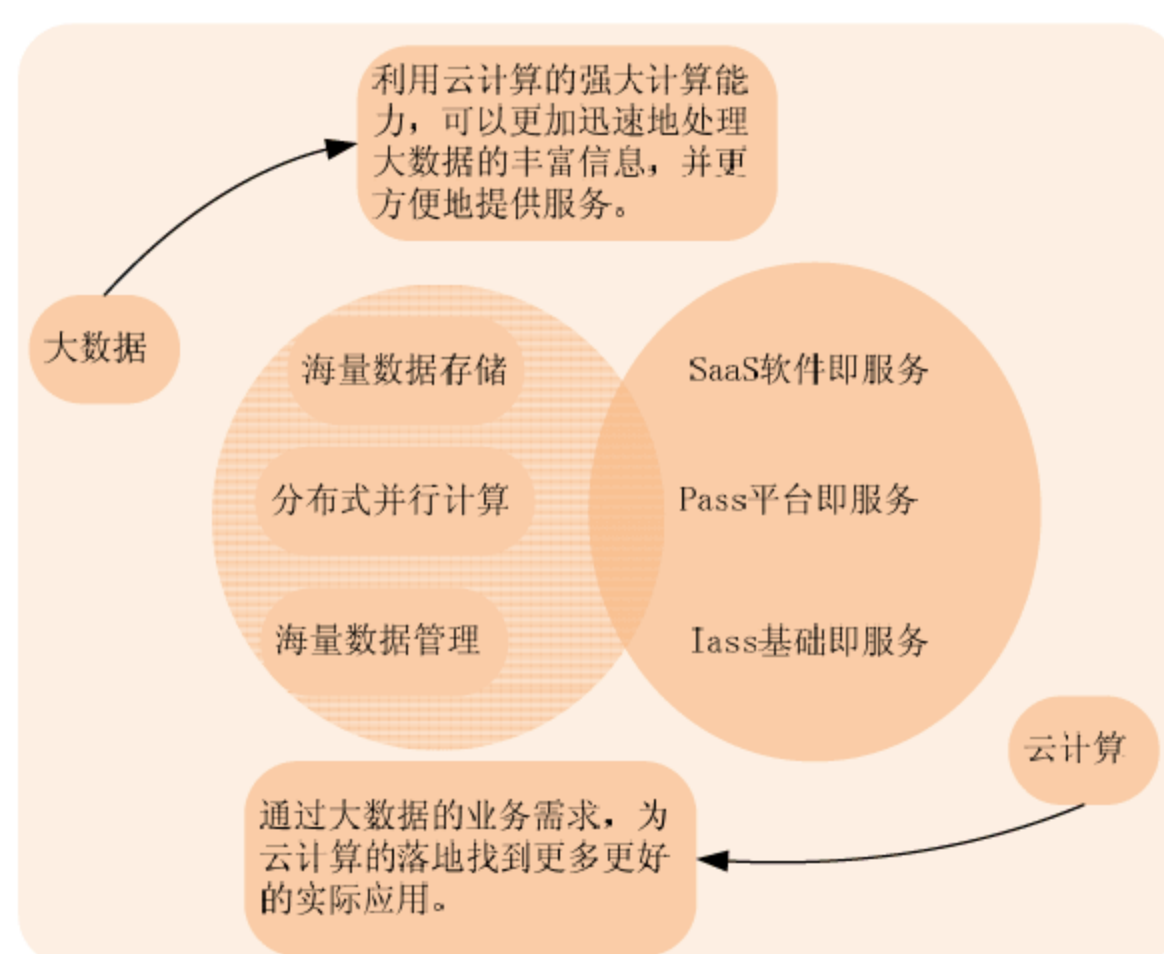 利用云计算的强大计算能
力，可以更加迅速地处理
大数据的丰富信息，并更
方便地提供服务。
大数据
海量数据存储
SaaS软件即服务
分布式并行计算
Pass平台即服务
海量数据管理
Iass基础即服务
云计算
通过大数据的业务需求，为
云计算的落地找到更多更好
的实际应用。